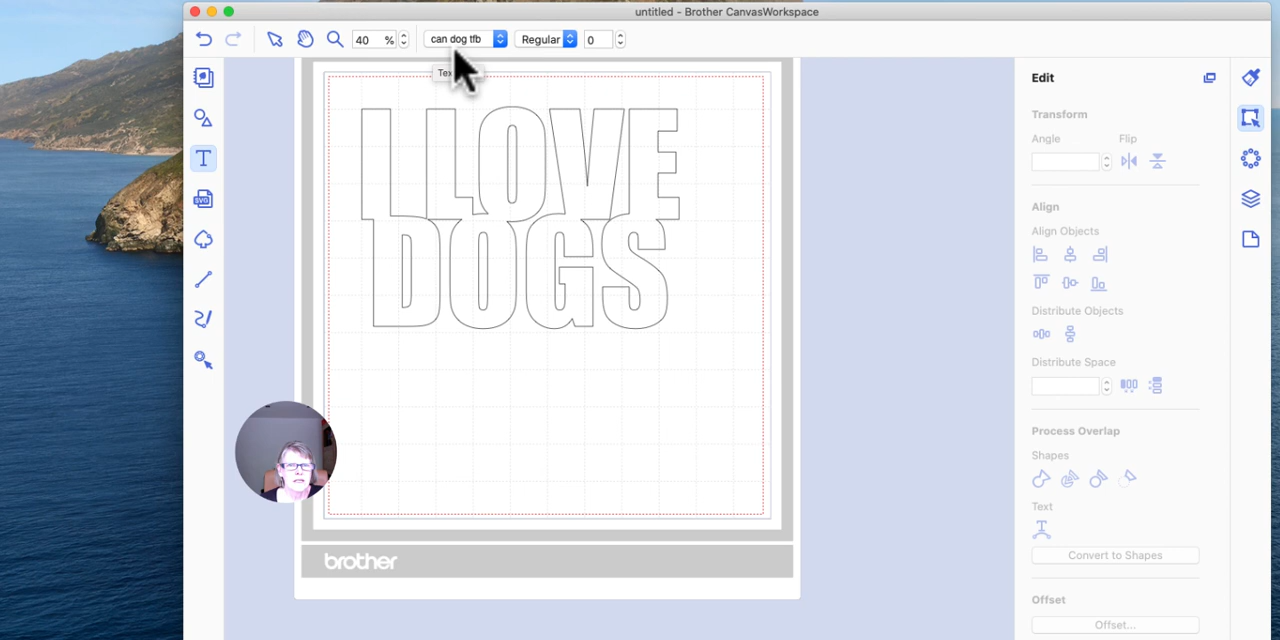 untitled - Brother CanvasWorkspace
40 % can dog tfb Regular 0
Edit
Transform
Angle Flip
I LOVE
DOGS
Align
Align Objects
Distribute Objects
Distribute Space
Process Overlap
Shapes
Text
Convert to Shapes
Offset
Offset...
SVG
brother